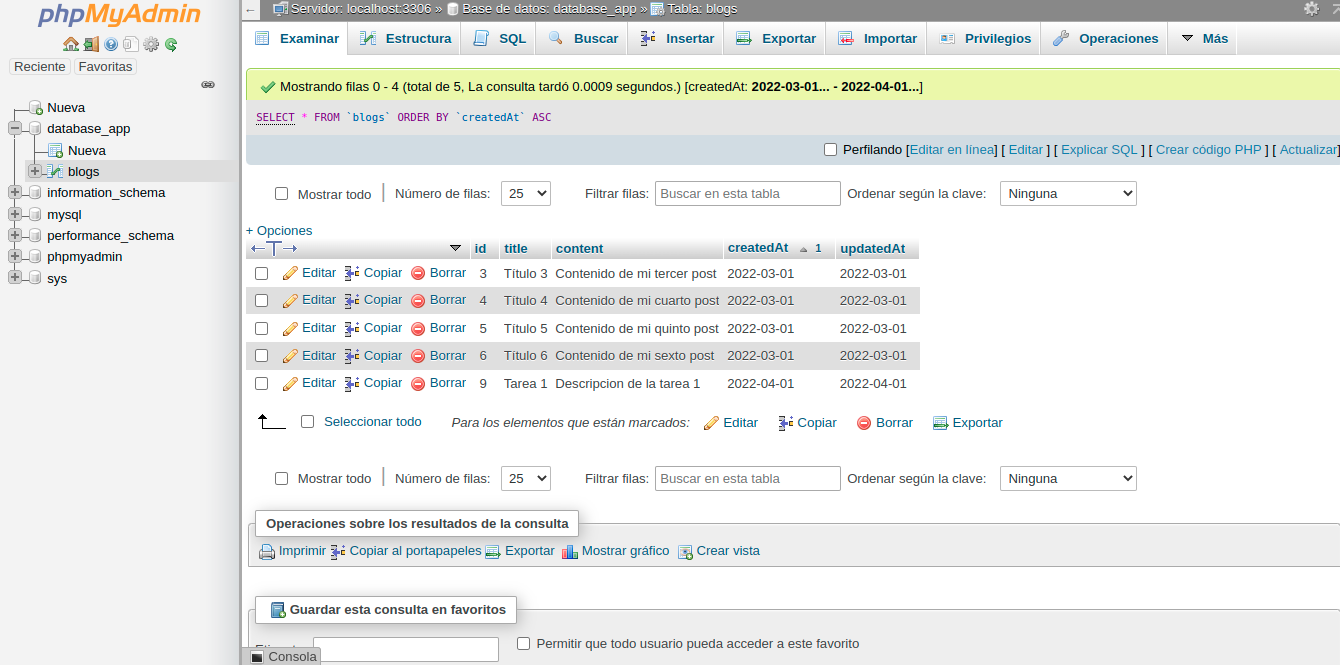 phpMyAdmin
Reciente Favoritas
Nueva
database_app
Nueva
blogs
information_schema
mysql
performance_schema
phpmyadmin
sys
← Servidor: localhost:3306 » Base de datos: database_app » Tabla: blogs
Examinar Estructura SQL Buscar Insertar Exportar Importar Privilegios Operaciones Más
Mostrando filas 0 - 4 (total de 5, La consulta tardó 0.0009 segundos.) [createdAt: 2022-03-01... - 2022-04-01...]
SELECT * FROM `blogs` ORDER BY `createdAt` ASC
Perfilando [Editar en línea] [ Editar ] [ Explicar SQL ] [ Crear código PHP ] [ Actualizar]
Mostrar todo | Número de filas: 25 Filtrar filas: Buscar en esta tabla Ordenar según la clave: Ninguna
+ Opciones
←T→ id title content createdAt 1 updatedAt
Editar Copiar Borrar 3 Título 3 Contenido de mi tercer post 2022-03-01 2022-03-01
Editar Copiar Borrar 4 Título 4 Contenido de mi cuarto post 2022-03-01 2022-03-01
Editar Copiar Borrar 5 Título 5 Contenido de mi quinto post 2022-03-01 2022-03-01
Editar Copiar Borrar 6 Título 6 Contenido de mi sexto post 2022-03-01 2022-03-01
Editar Copiar Borrar 9 Tarea 1 Descripcion de la tarea 1 2022-04-01 2022-04-01
Seleccionar todo Para los elementos que están marcados: Editar Copiar Borrar Exportar
Mostrar todo | Número de filas: 25 Filtrar filas: Buscar en esta tabla Ordenar según la clave: Ninguna
Operaciones sobre los resultados de la consulta
Imprimir Copiar al portapapeles Exportar Mostrar gráfico Crear vista
Guardar esta consulta en favoritos
Permitir que todo usuario pueda acceder a este favorito
Consola